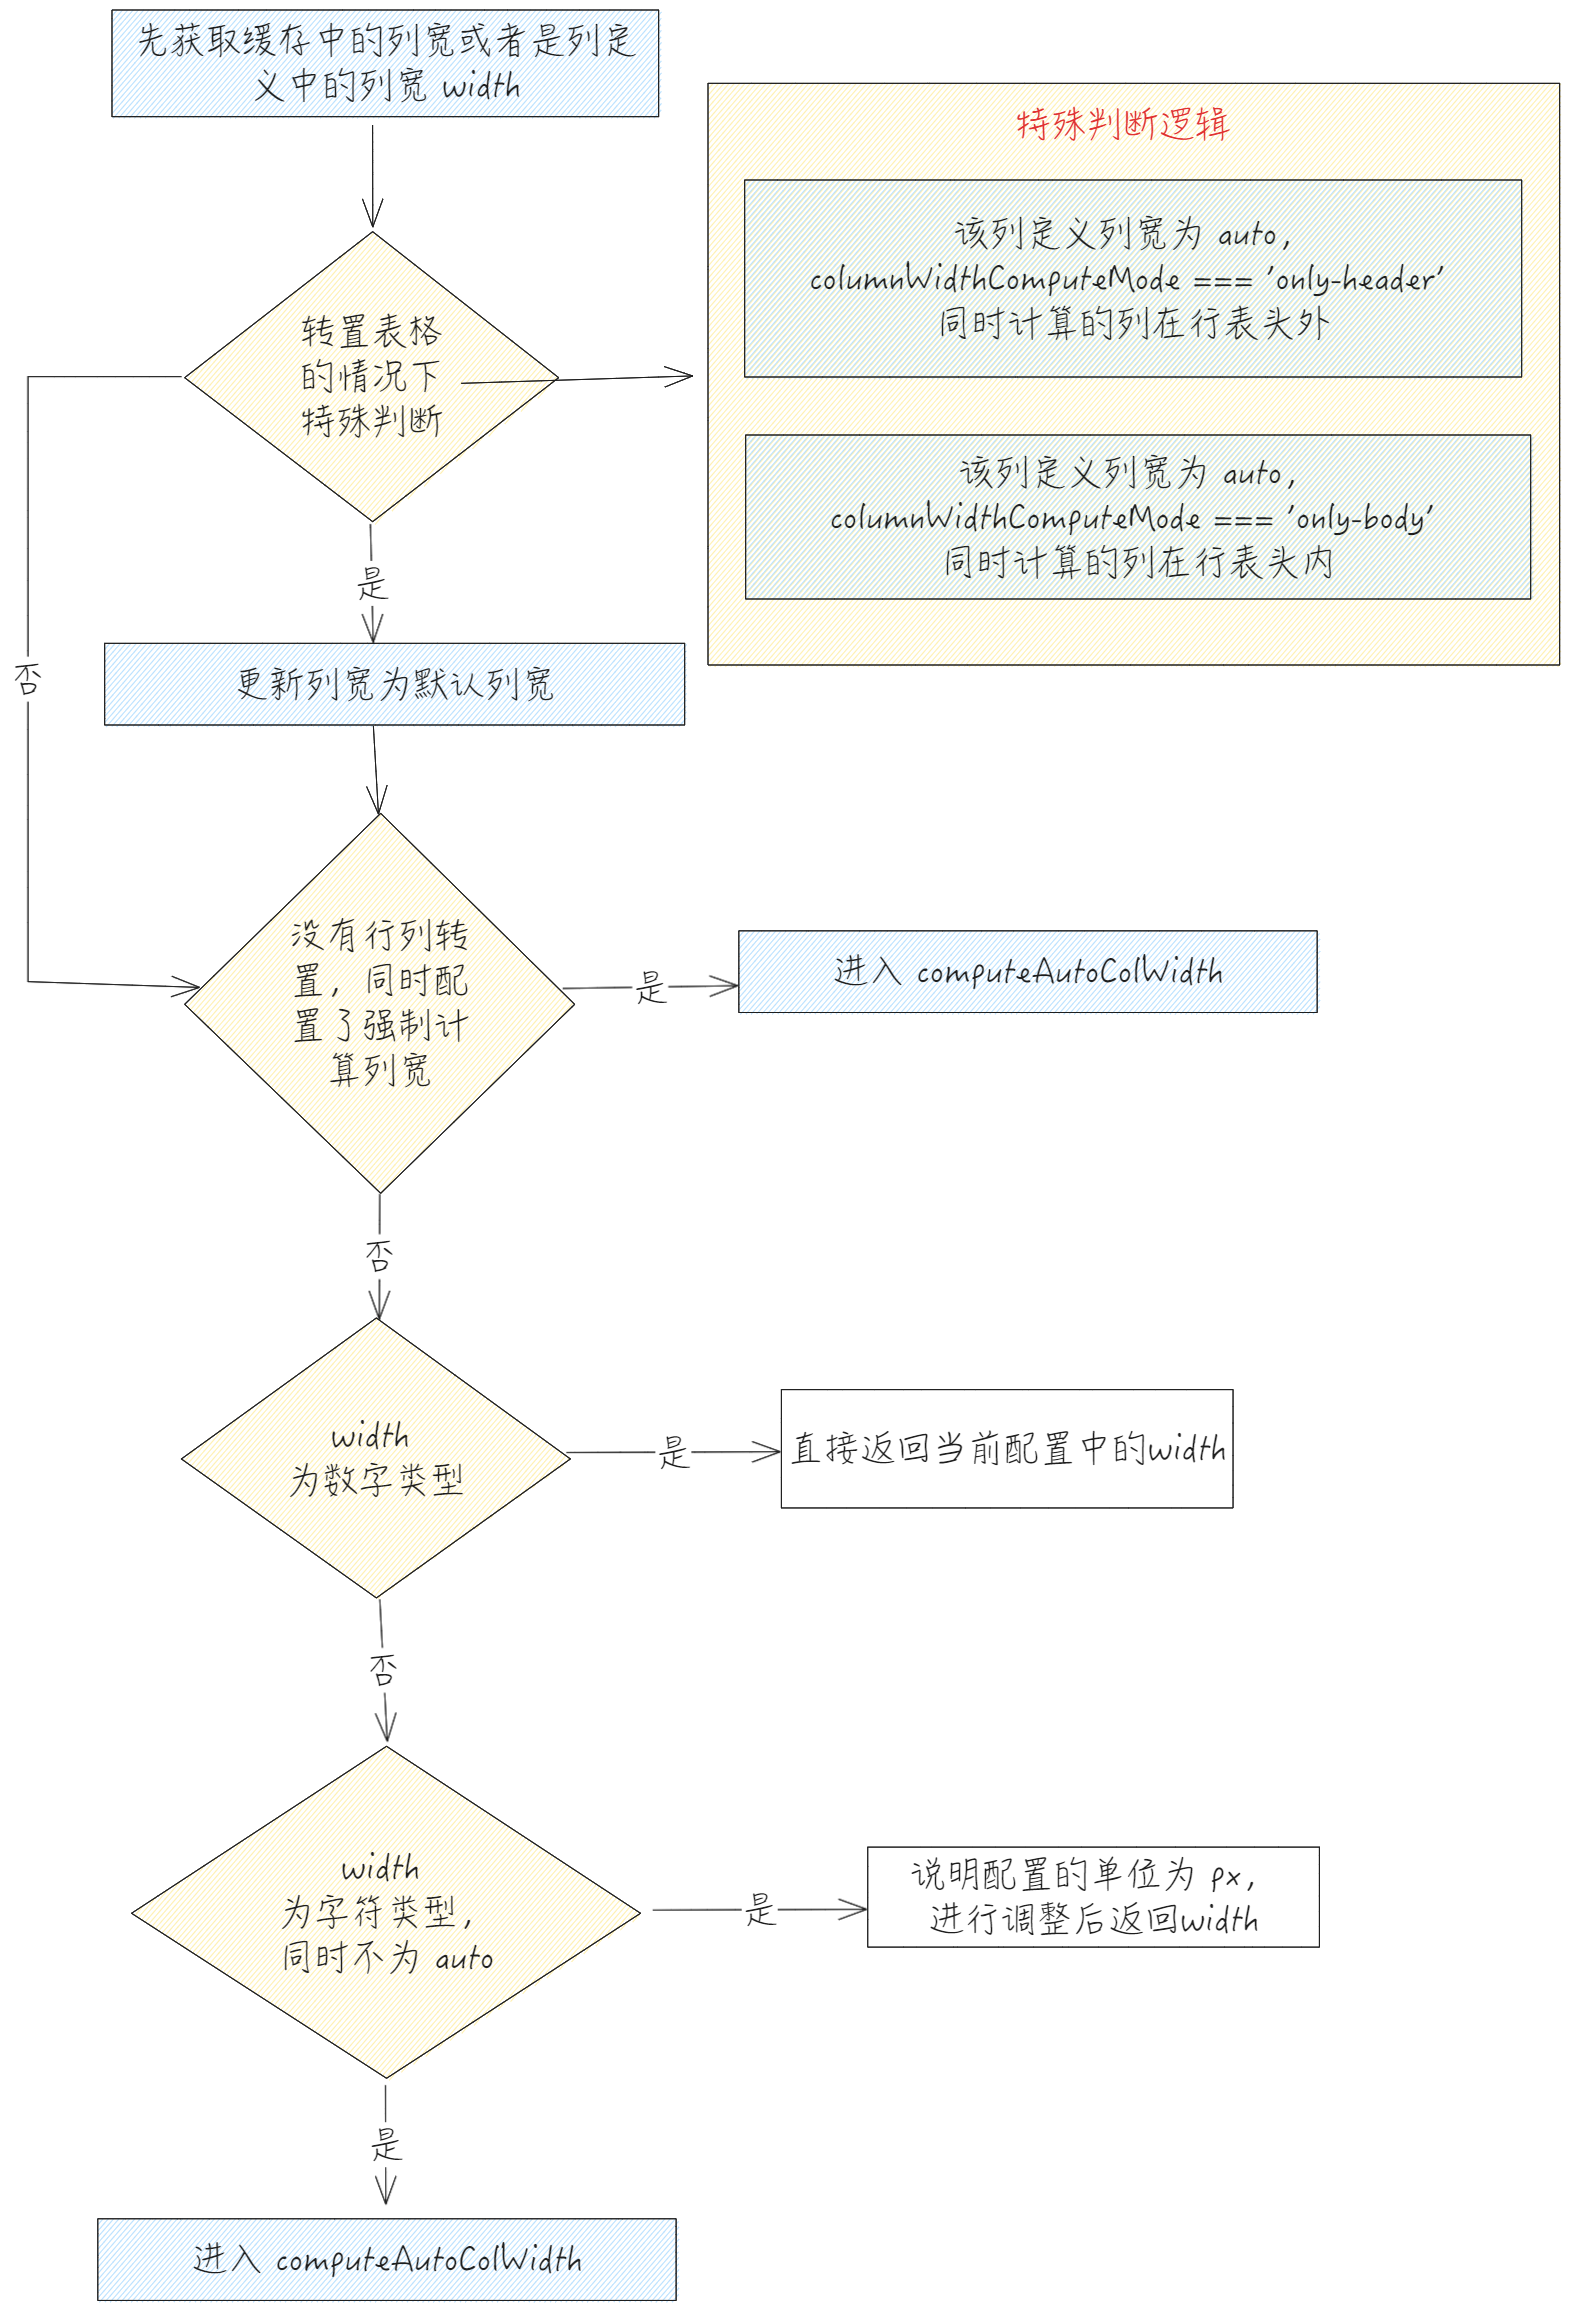 先获取缓存中的列宽或者是列定
义中的列宽 width
特殊判断逻辑
该列定义列宽为 auto,
columnWidthComputeMode === 'only-header'
同时计算的列在行表头外
转置表格
的情况下
特殊判断
该列定义列宽为 auto,
columnWidthComputeMode === 'only-body'
同时计算的列在行表头内
是
否
更新列宽为默认列宽
没有行列转
置，同时配
置了强制计
算列宽
是
进入 computeAutoColWidth
否
width
为数字类型
是
直接返回当前配置中的width
否
width
为字符类型，
同时不为 auto
是
说明配置的单位为 px，
进行调整后返回width
是
进入 computeAutoColWidth